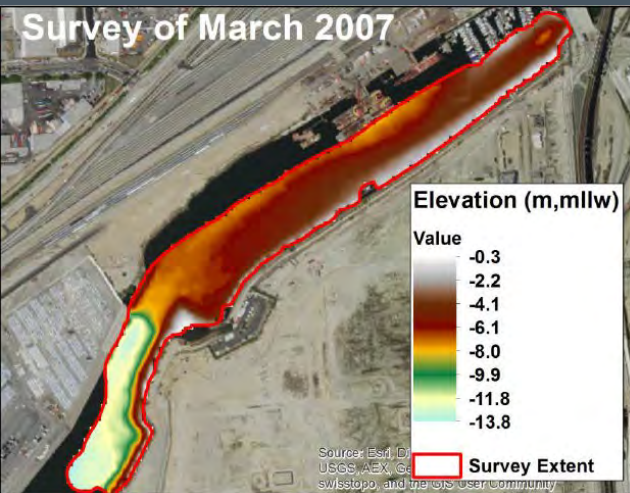 Survey of March 2007
Elevation (m,mllw)
Value
-0.3
-2.2
-4.1
-6.1
-8.0
-9.9
-11.8
-13.8
Survey Extent
Source: Esri,
USGS, AEX,
swisstopo, and the GIS User Community